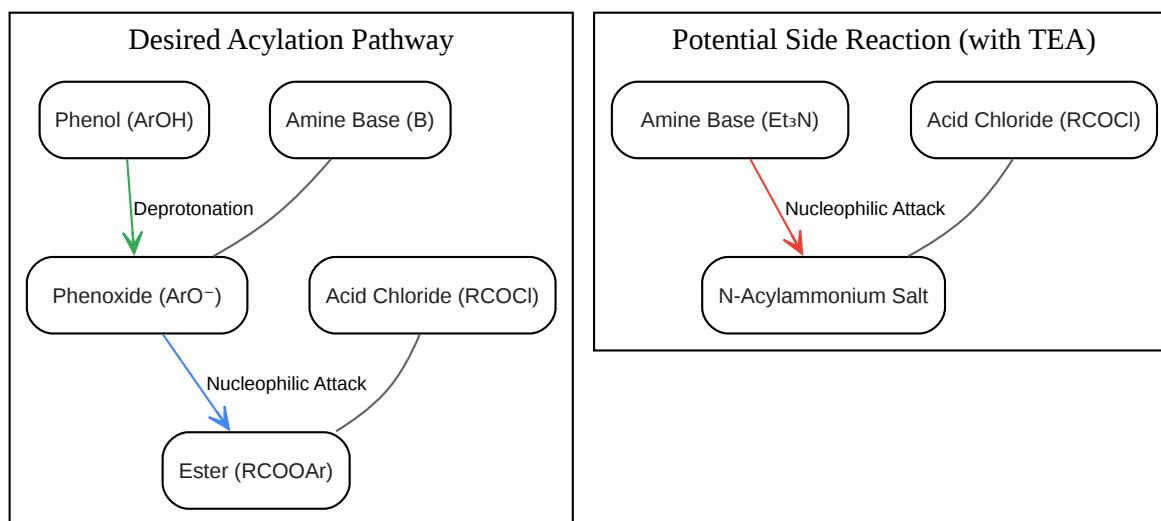 Desired Acylation Pathway
Phenol (ArOH)
Amine Base (B)
Deprotonation
Phenoxide (ArO⁻)
Acid Chloride (RCOCl)
Nucleophilic Attack
Ester (RCOOAr)
Potential Side Reaction (with TEA)
Amine Base (Et₃N)
Acid Chloride (RCOCl)
Nucleophilic Attack
N-Acylammonium Salt